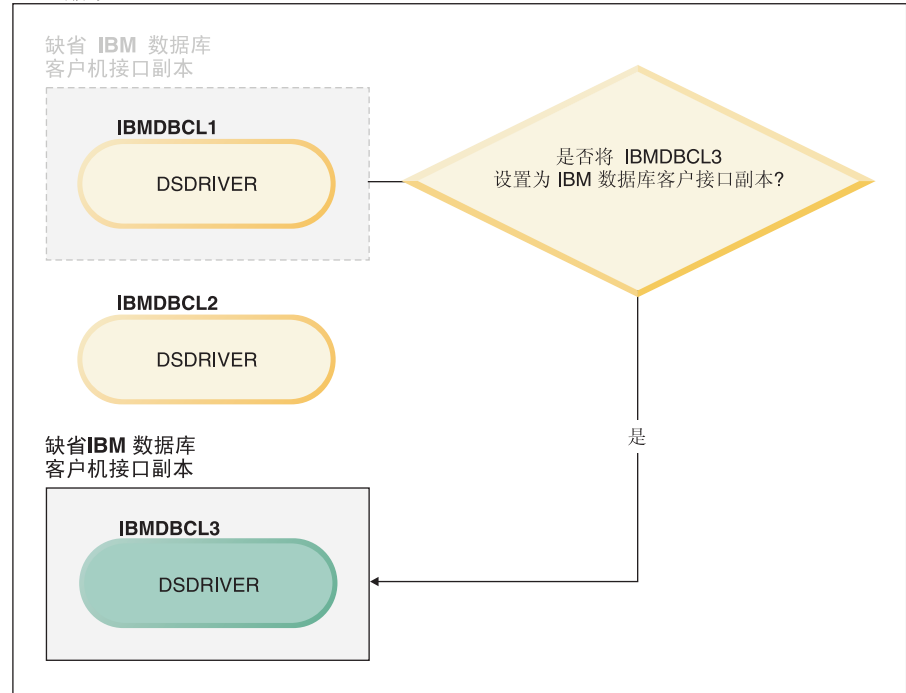 缺省 IBM 数据库
客户机接口副本
IBMDBCL1
DSDRIVER
是否将 IBMDBCL3
设置为 IBM 数据库客户接口副本?
IBMDBCL2
DSDRIVER
是
缺省IBM 数据库
客户机接口副本
IBMDBCL3
DSDRIVER